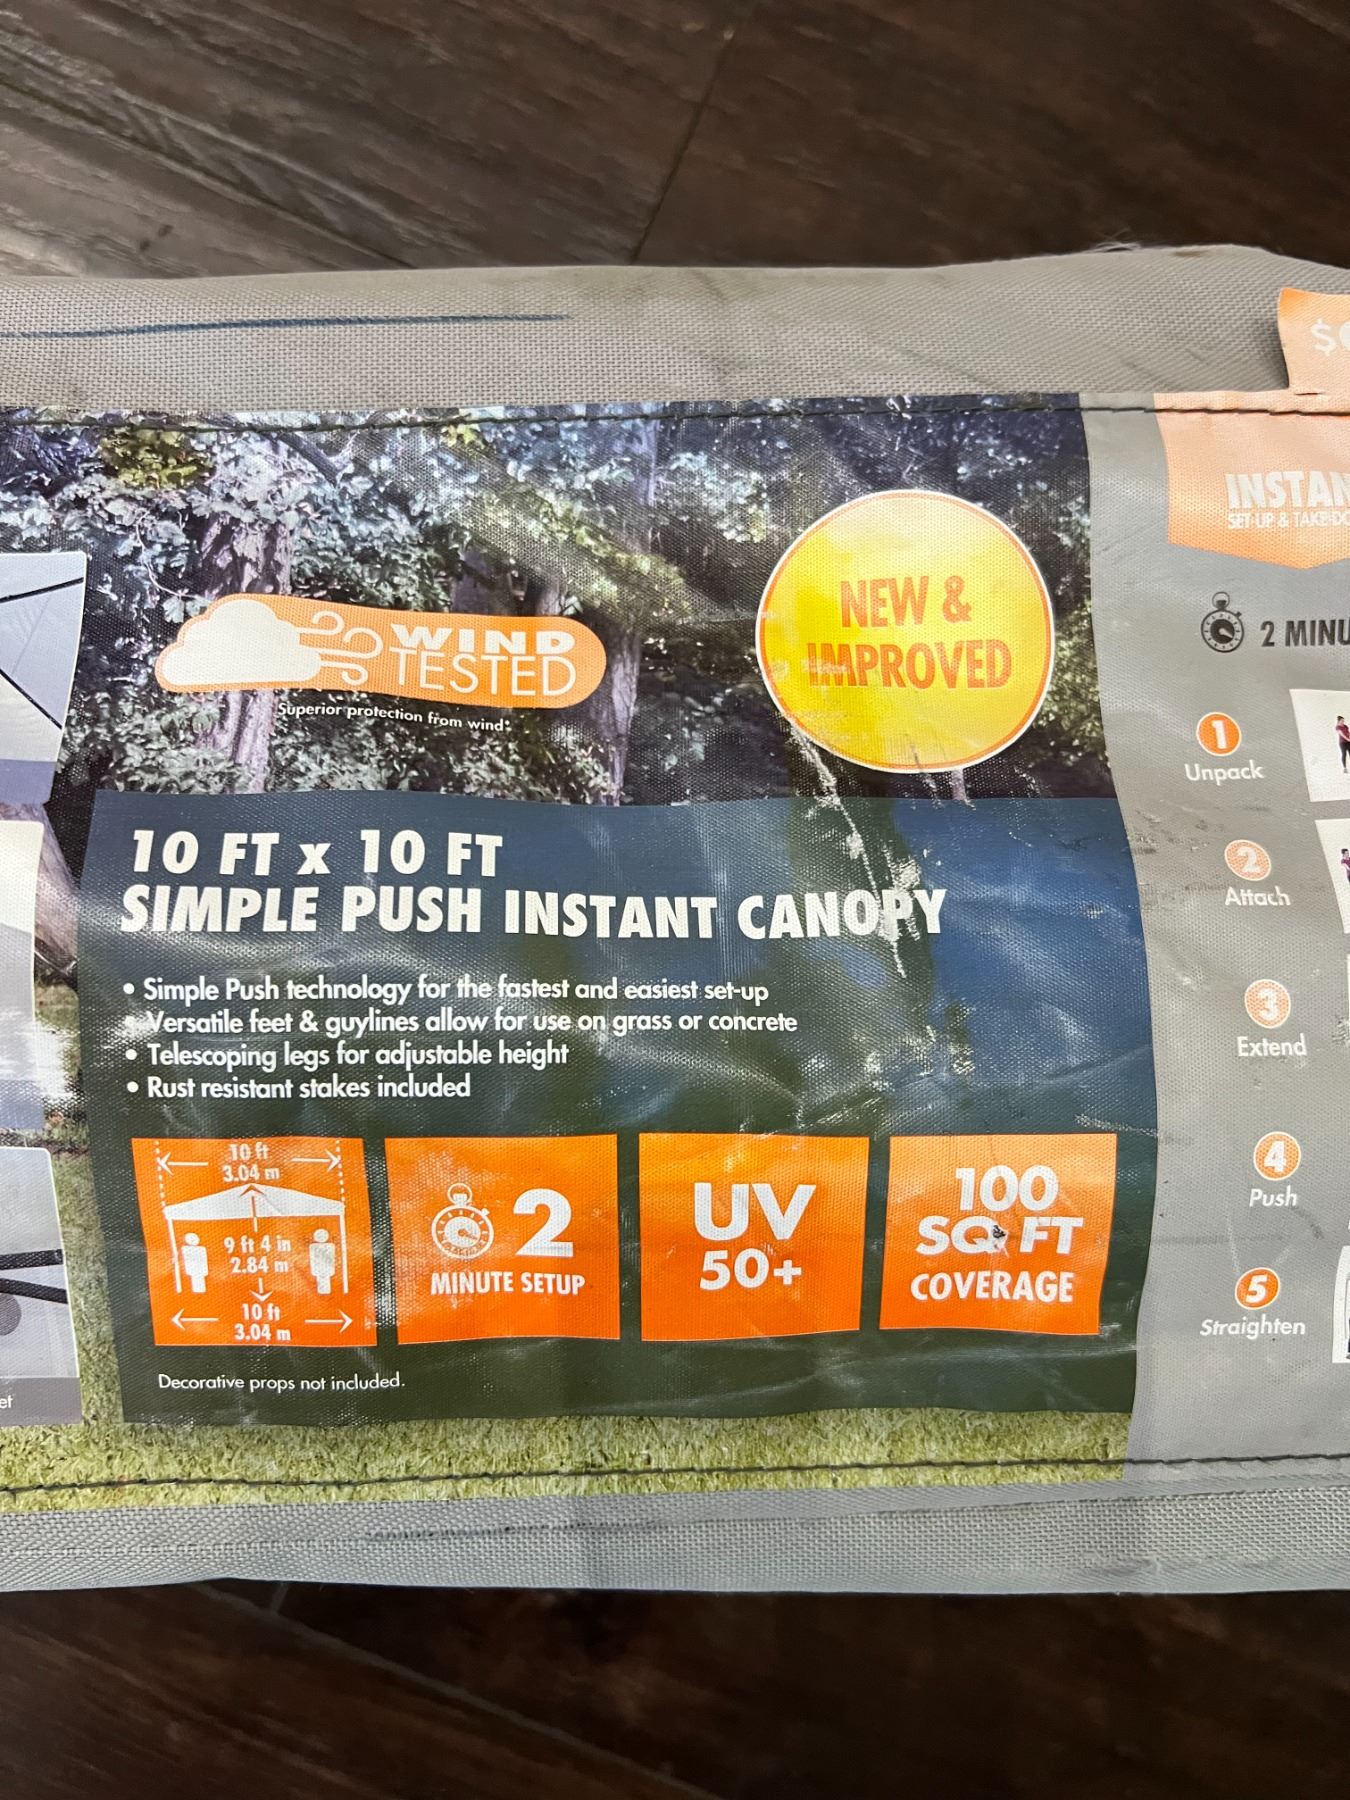 WIND
TESTED
Superior protection from wind*
NEW &
IMPROVED
10 FT x 10 FT
SIMPLE PUSH INSTANT CANOPY
• Simple Push technology for the fastest and easiest set-up
• Versatile feet & guylines allow for use on grass or concrete
• Telescoping legs for adjustable height
• Rust resistant stakes included
10 ft
3.04 m
9 ft 4 in
2.84 m
10 ft
3.04 m
2
MINUTE SETUP
UV
50+
100
SQ FT
COVERAGE
Decorative props not included.
INSTAN
SET-UP & TAKE-DO
2 MINU
1
Unpack
2
Attach
3
Extend
4
Push
5
Straighten